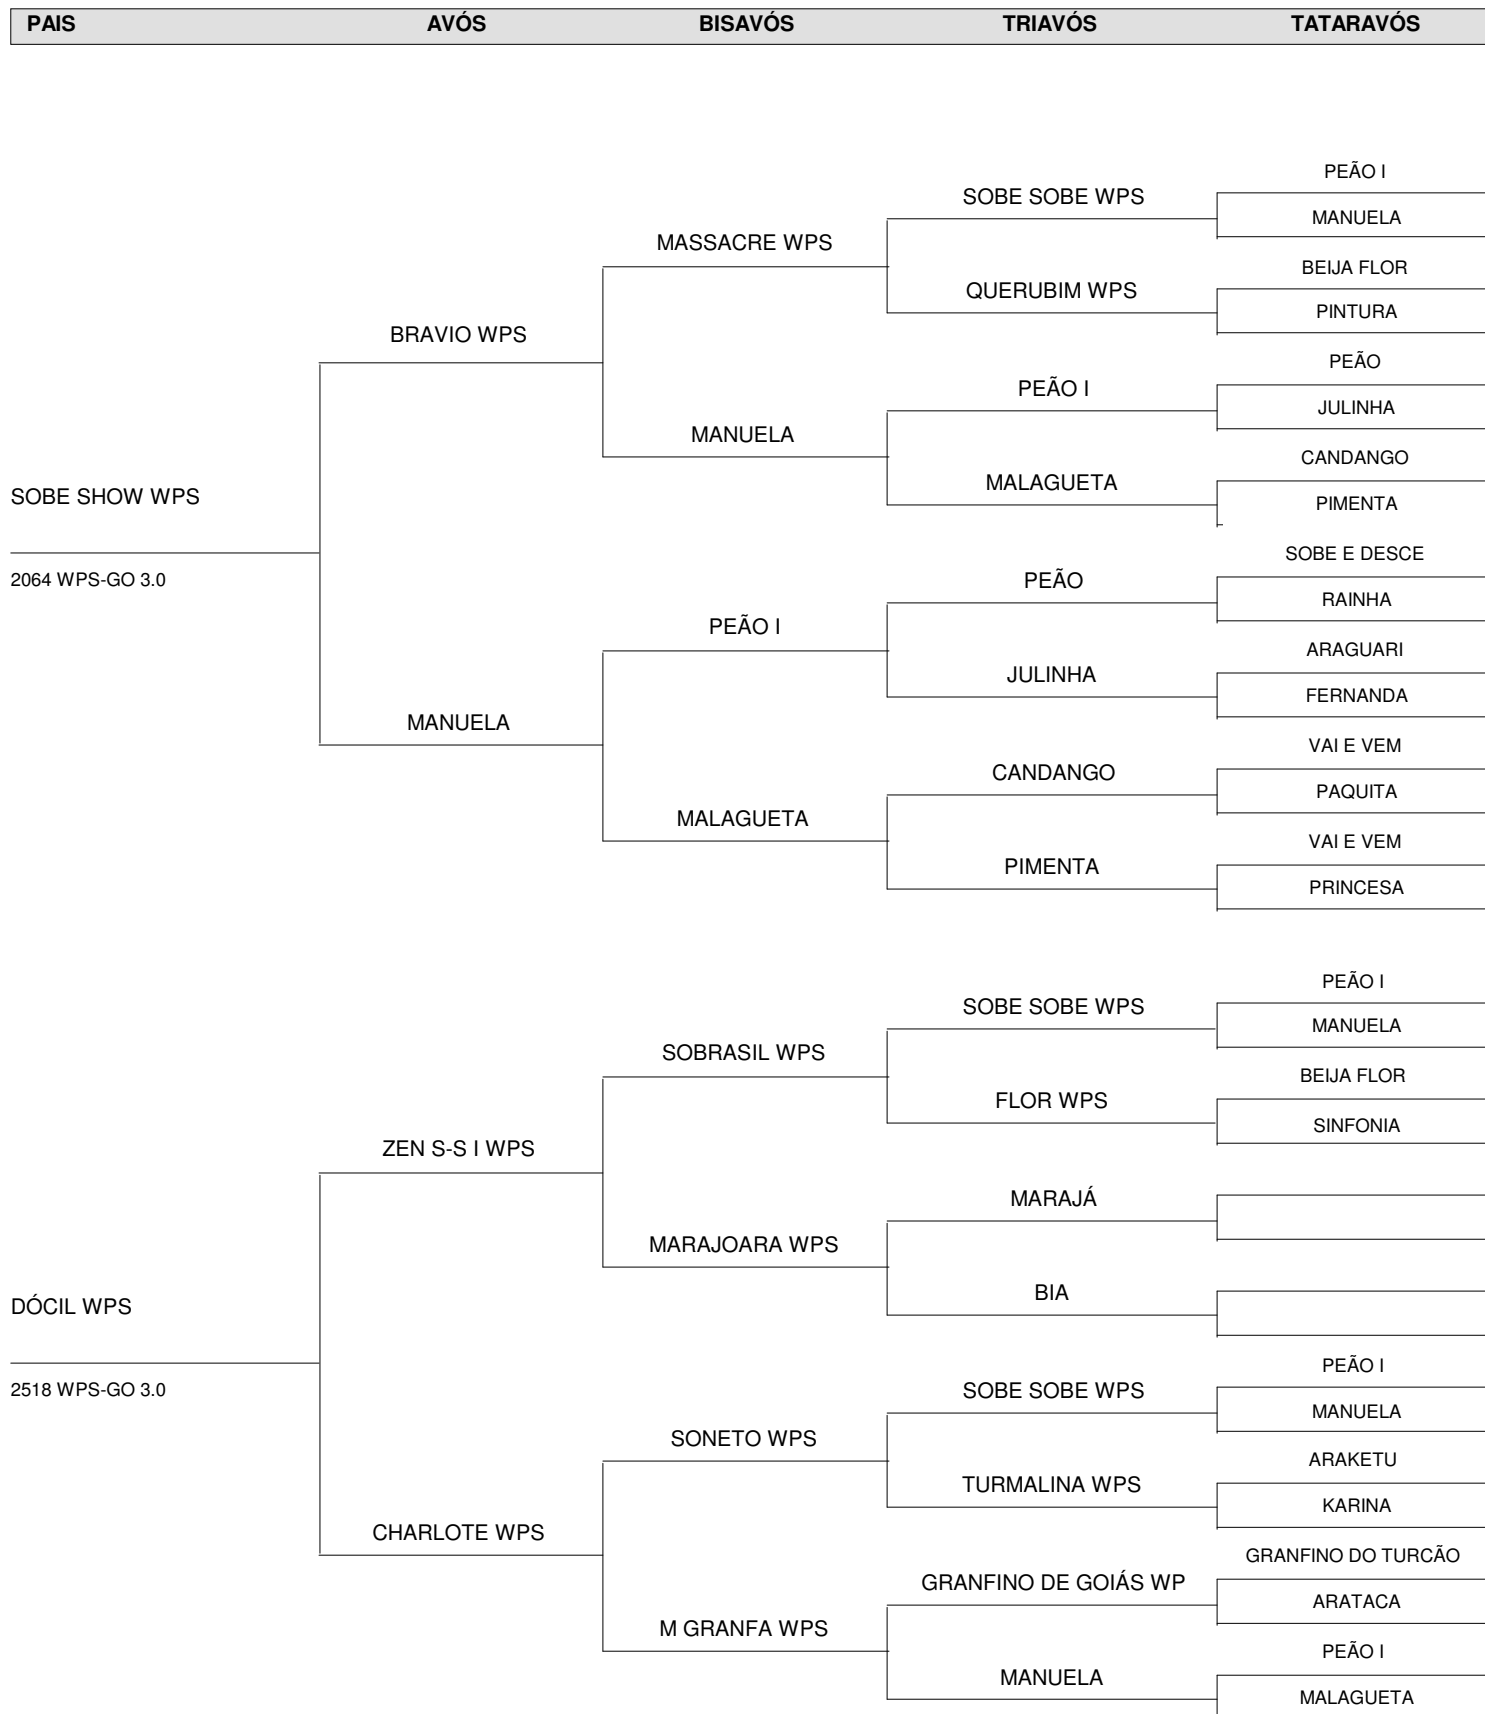 PAIS AVÓS BISAVÓS TRIAVÓS TATARAVÓS
PEÃO I
SOBE SOBE WPS
MANUELA
MASSACRE WPS
BEIJA FLOR
QUERUBIM WPS
PINTURA
BRAVIO WPS
PEÃO
PEÃO I
JULINHA
MANUELA
CANDANGO
MALAGUETA
SOBE SHOW WPS
PIMENTA
SOBE E DESCE
2064 WPS-GO 3.0
PEÃO
RAINHA
PEÃO I
ARAGUARI
JULINHA
FERNANDA
MANUELA
VAI E VEM
CANDANGO
PAQUITA
MALAGUETA
VAI E VEM
PIMENTA
PRINCESA
PEÃO I
SOBE SOBE WPS
MANUELA
SOBRASIL WPS
BEIJA FLOR
FLOR WPS
SINFONIA
ZEN S-S I WPS
MARAJÁ
MARAJOARA WPS
BIA
DÓCIL WPS
PEÃO I
2518 WPS-GO 3.0
SOBE SOBE WPS
MANUELA
SONETO WPS
ARAKETU
TURMALINA WPS
KARINA
CHARLOTE WPS
GRANFINO DO TURCÃO
GRANFINO DE GOIÁS WP
ARATACA
M GRANFA WPS
PEÃO I
MANUELA
MALAGUETA